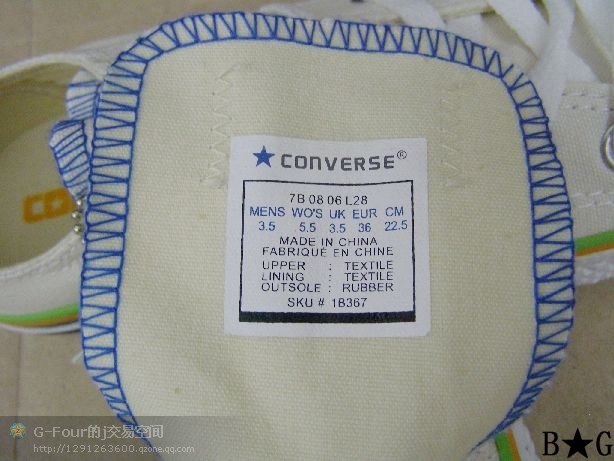 ★ CONVERSE®
7B 08 06 L28
MENS WO'S UK EUR CM
3.5 5.5 3.5 36 22.5
MADE IN CHINA
FABRIQUÉ EN CHINE
UPPER : TEXTILE
LINING : TEXTILE
OUTSOLE : RUBBER
SKU # 1B367
G-Four的j交易空间
http://1291263600.qzone.qq.com
B★G